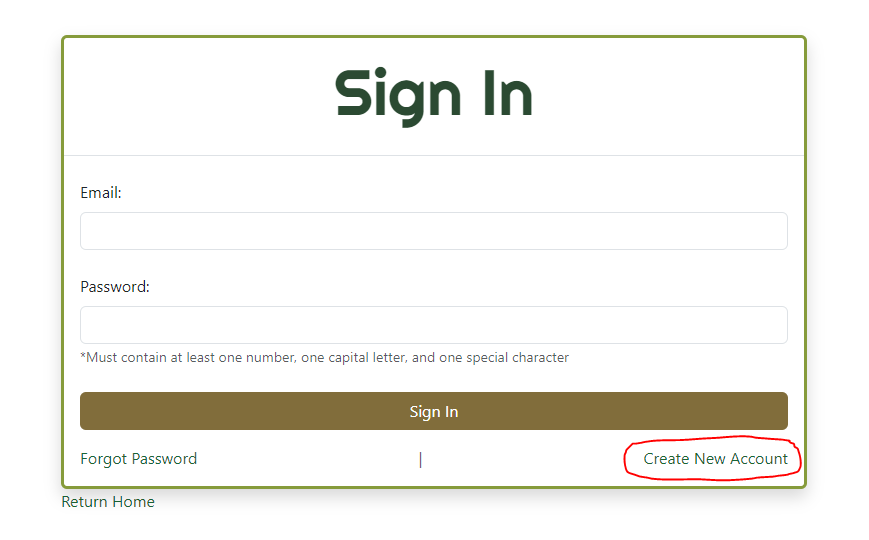 Sign In
Email:
Password:
*Must contain at least one number, one capital letter, and one special character
Sign In
Forgot Password | Create New Account
Return Home